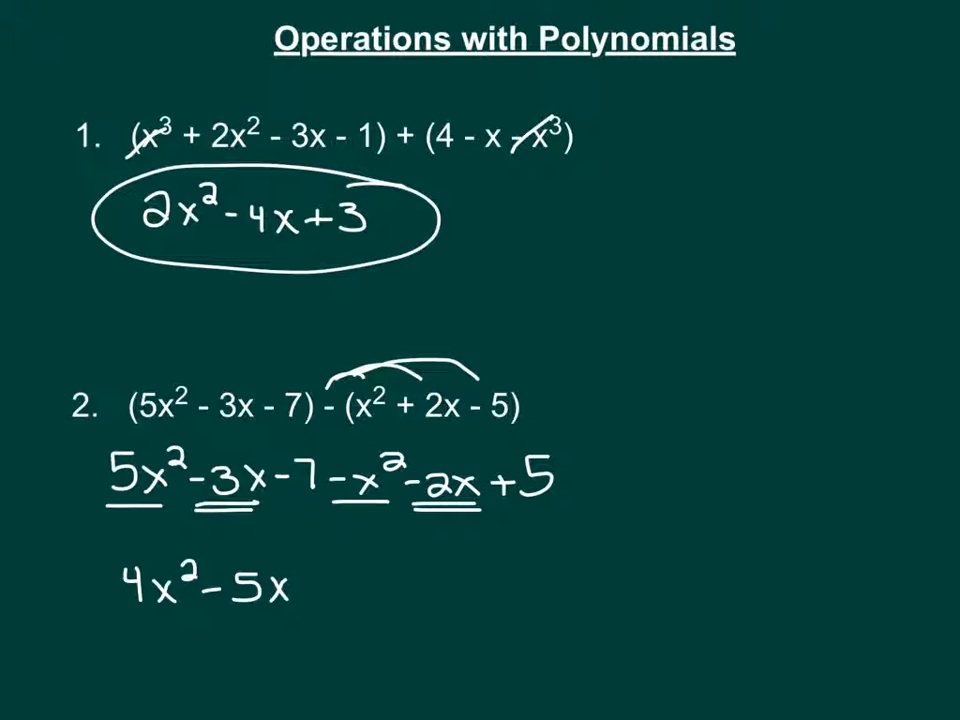 Operations with Polynomials
1. (x³ + 2x² - 3x - 1) + (4 - x - x³)
2x² - 4x + 3
2. (5x² - 3x - 7) - (x² + 2x - 5)
5x² - 3x - 7 - x² - 2x + 5
4x² - 5x